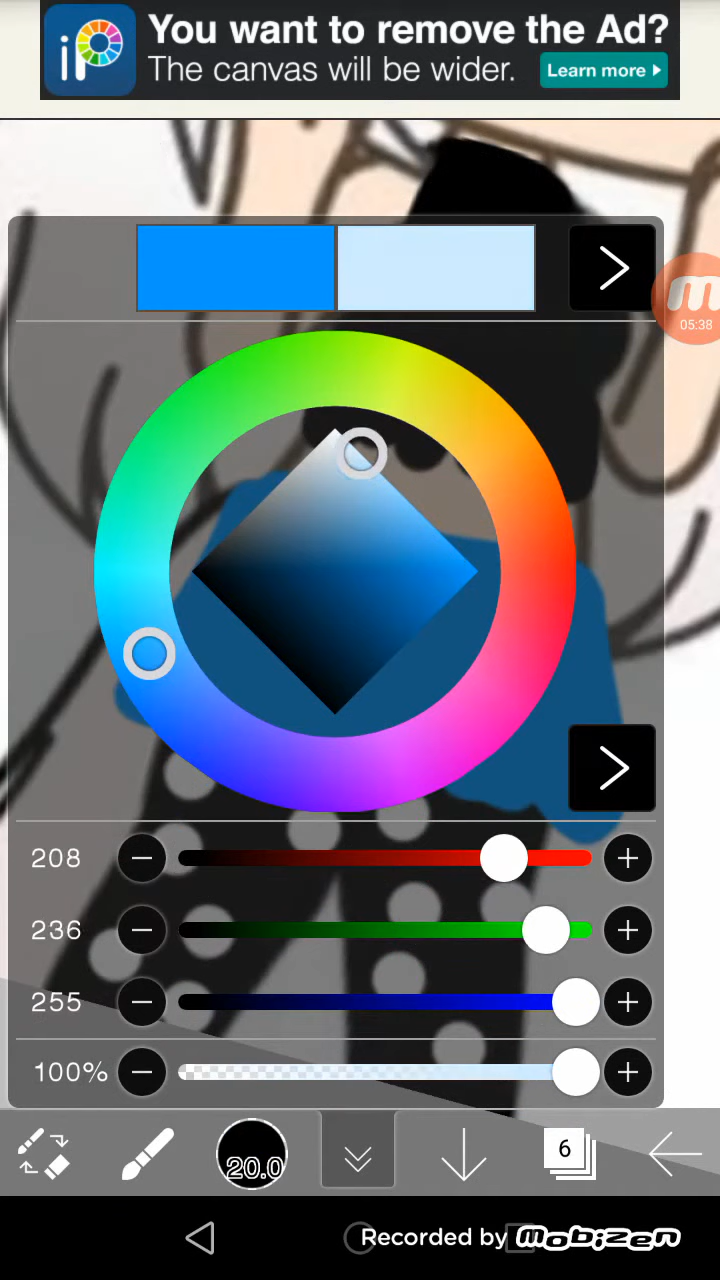 iP
You want to remove the Ad?
The canvas will be wider.
Learn more
m
05:38
208
236
255
100%
20.0
6
Recorded by mobizen